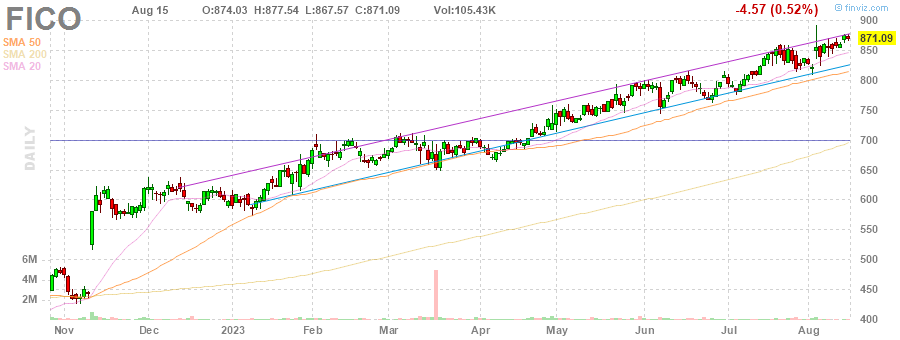 FICO Aug 15 O:874.03 H:877.54 L:867.57 C:871.09 Vol:105.43K -4.57 (0.52%) © finviz.com
SMA 50
SMA 200
SMA 20
DAILY
900
871.09
850
800
750
700
650
600
550
500
450
400
6M
4M
2M
Nov Dec 2023 Feb Mar Apr May Jun Jul Aug